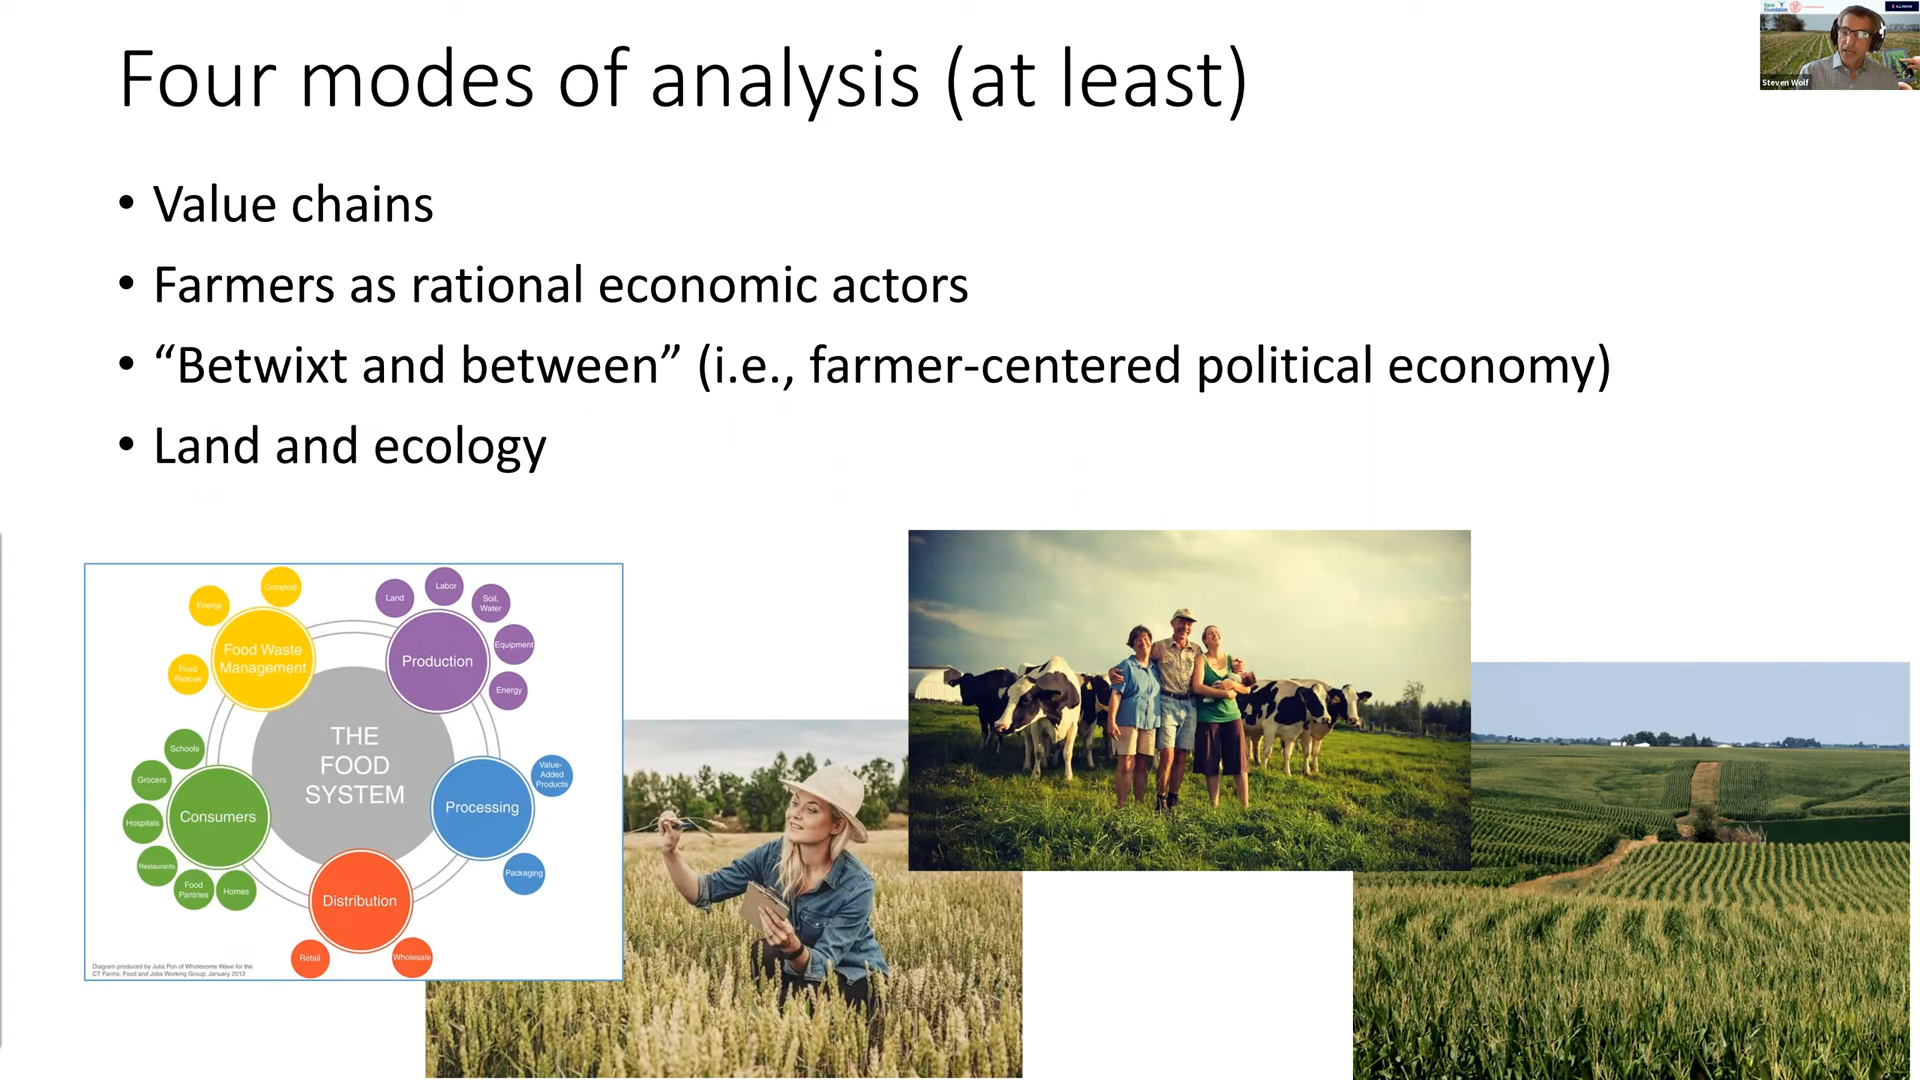 Four modes of analysis (at least)
• Value chains
• Farmers as rational economic actors
• “Betwixt and between” (i.e., farmer-centered political economy)
• Land and ecology
Farm
Foundation
ILLINOIS
Steven Wolf
Compost
Energy
Food Waste
Management
Food
Rescue
Land
Labor
Soil,
Water
Equipment
Energy
Production
THE
FOOD
SYSTEM
Schools
Grocers
Hospitals
Restaurants
Food
Pantries
Homes
Consumers
Processing
Value-
Added
Products
Packaging
Distribution
Retail
Wholesale
Diagram produced by Julia Pon of Wholesome Wave for the
CT Farms, Food and Jobs Working Group, January 2012